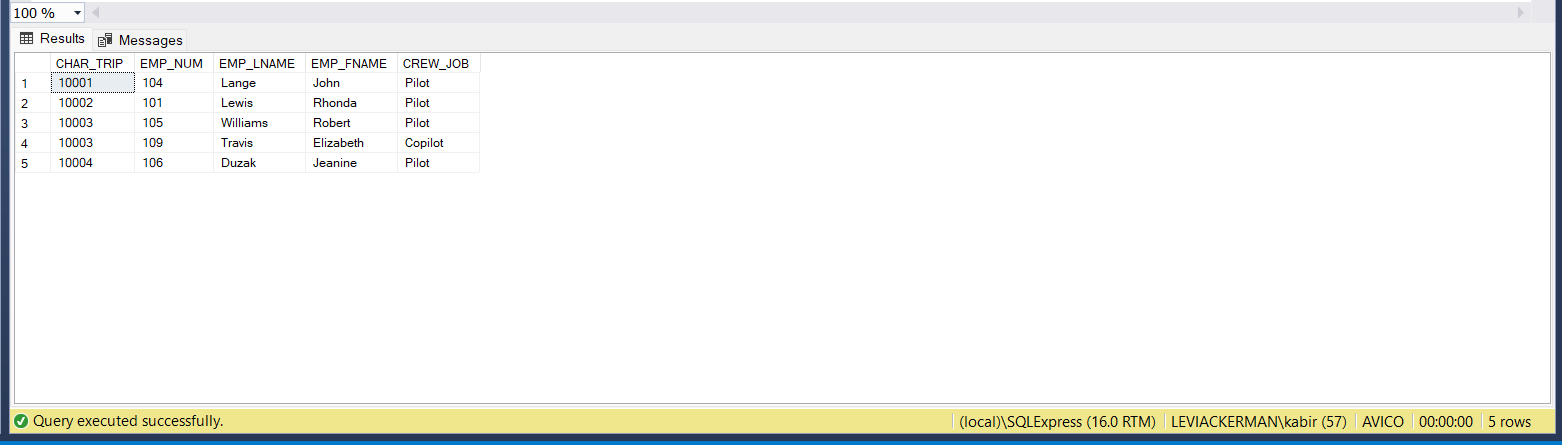 100 %
Results Messages
CHAR_TRIP EMP_NUM EMP_LNAME EMP_FNAME CREW_JOB
1 10001 104 Lange John Pilot
2 10002 101 Lewis Rhonda Pilot
3 10003 105 Williams Robert Pilot
4 10003 109 Travis Elizabeth Copilot
5 10004 106 Duzak Jeanine Pilot
Query executed successfully. (local)\SQLExpress (16.0 RTM) LEVIACKERMAN\kabir (57) AVICO 00:00:00 5 rows